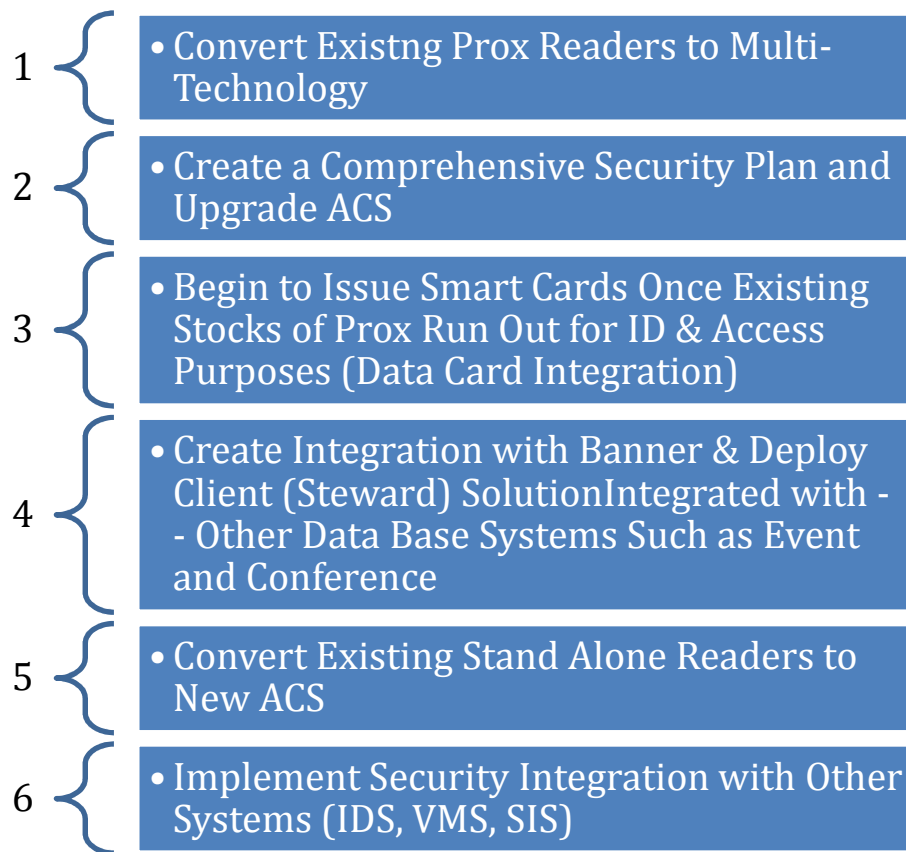 1
• Convert Existng Prox Readers to Multi-
Technology
2
• Create a Comprehensive Security Plan and
Upgrade ACS
3
• Begin to Issue Smart Cards Once Existing
Stocks of Prox Run Out for ID & Access
Purposes (Data Card Integration)
4
• Create Integration with Banner & Deploy
Client (Steward) SolutionIntegrated with -
- Other Data Base Systems Such as Event
and Conference
5
• Convert Existing Stand Alone Readers to
New ACS
6
• Implement Security Integration with Other
Systems (IDS, VMS, SIS)